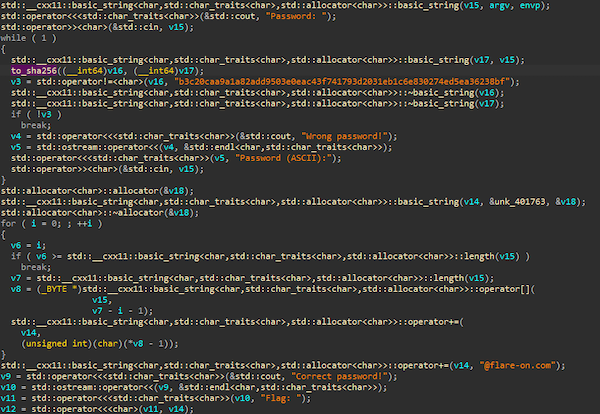 std::__cxx11::basic_string<char,std::char_traits<char>,std::allocator<char>>::basic_string(v15, argv, envp);
std::operator<<<std::char_traits<char>>(&std::cout, "Password: ");
std::operator>><char>(&std::cin, v15);
while ( 1 )
{
std::__cxx11::basic_string<char,std::char_traits<char>,std::allocator<char>>::basic_string(v17, v15);
to_sha256((__int64)v16, (__int64)v17);
v3 = std::operator!=<char>(v16, "b3c20caa9a1a82add9503e0eac43f741793d2031eb1c6e830274ed5ea36238bf");
std::__cxx11::basic_string<char,std::char_traits<char>,std::allocator<char>>::~basic_string(v16);
std::__cxx11::basic_string<char,std::char_traits<char>,std::allocator<char>>::~basic_string(v17);
if ( !v3 )
break;
v4 = std::operator<<<std::char_traits<char>>(&std::cout, "Wrong password!");
v5 = std::ostream::operator<<(v4, &std::endl<char,std::char_traits<char>>);
std::operator<<<std::char_traits<char>>(v5, "Password (ASCII):");
std::operator>><char>(&std::cin, v15);
}
std::allocator<char>::allocator(&v18);
std::__cxx11::basic_string<char,std::char_traits<char>,std::allocator<char>>::basic_string(v14, &unk_401763, &v18);
std::allocator<char>::~allocator(&v18);
for ( i = 0; ; ++i )
{
v6 = i;
if ( v6 >= std::__cxx11::basic_string<char,std::char_traits<char>,std::allocator<char>>::length(v15) )
break;
v7 = std::__cxx11::basic_string<char,std::char_traits<char>,std::allocator<char>>::length(v15);
v8 = (_BYTE *)std::__cxx11::basic_string<char,std::char_traits<char>,std::allocator<char>>::operator[](
v15,
v7 - i - 1);
std::__cxx11::basic_string<char,std::char_traits<char>,std::allocator<char>>::operator+=(
v14,
(unsigned int)(char)(*v8 - 1));
}
std::__cxx11::basic_string<char,std::char_traits<char>,std::allocator<char>>::operator+=(v14, "@flare-on.com");
v9 = std::operator<<<std::char_traits<char>>(&std::cout, "Correct password!");
v10 = std::ostream::operator<<(v9, &std::endl<char,std::char_traits<char>>);
v11 = std::operator<<<std::char_traits<char>>(v10, "Flag: ");
v12 = std::operator<<<char>(v11, v14);